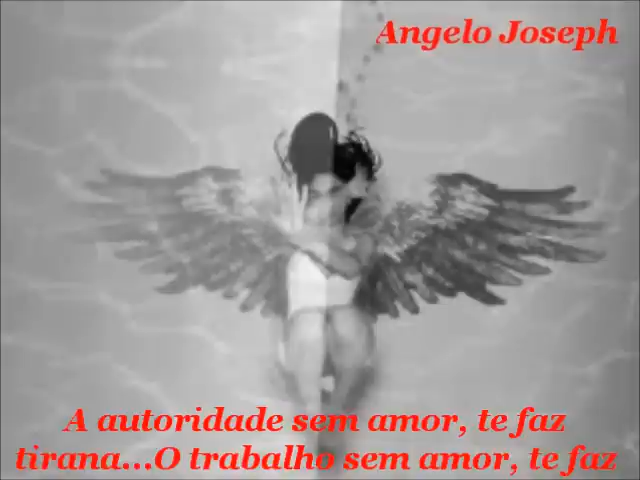 Angelo Joseph
A autoridade sem amor, te faz
tirana...O trabalho sem amor, te faz